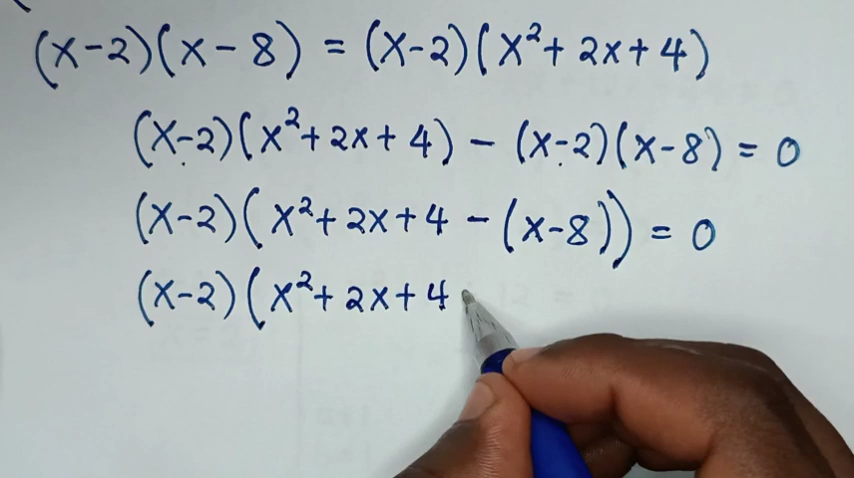 (x-2)(x-8) = (x-2)(x²+2x+4)
(x-2)(x²+2x+4) - (x-2)(x-8) = 0
(x-2)(x²+2x+4-(x-8)) = 0
(x-2)(x²+2x+4